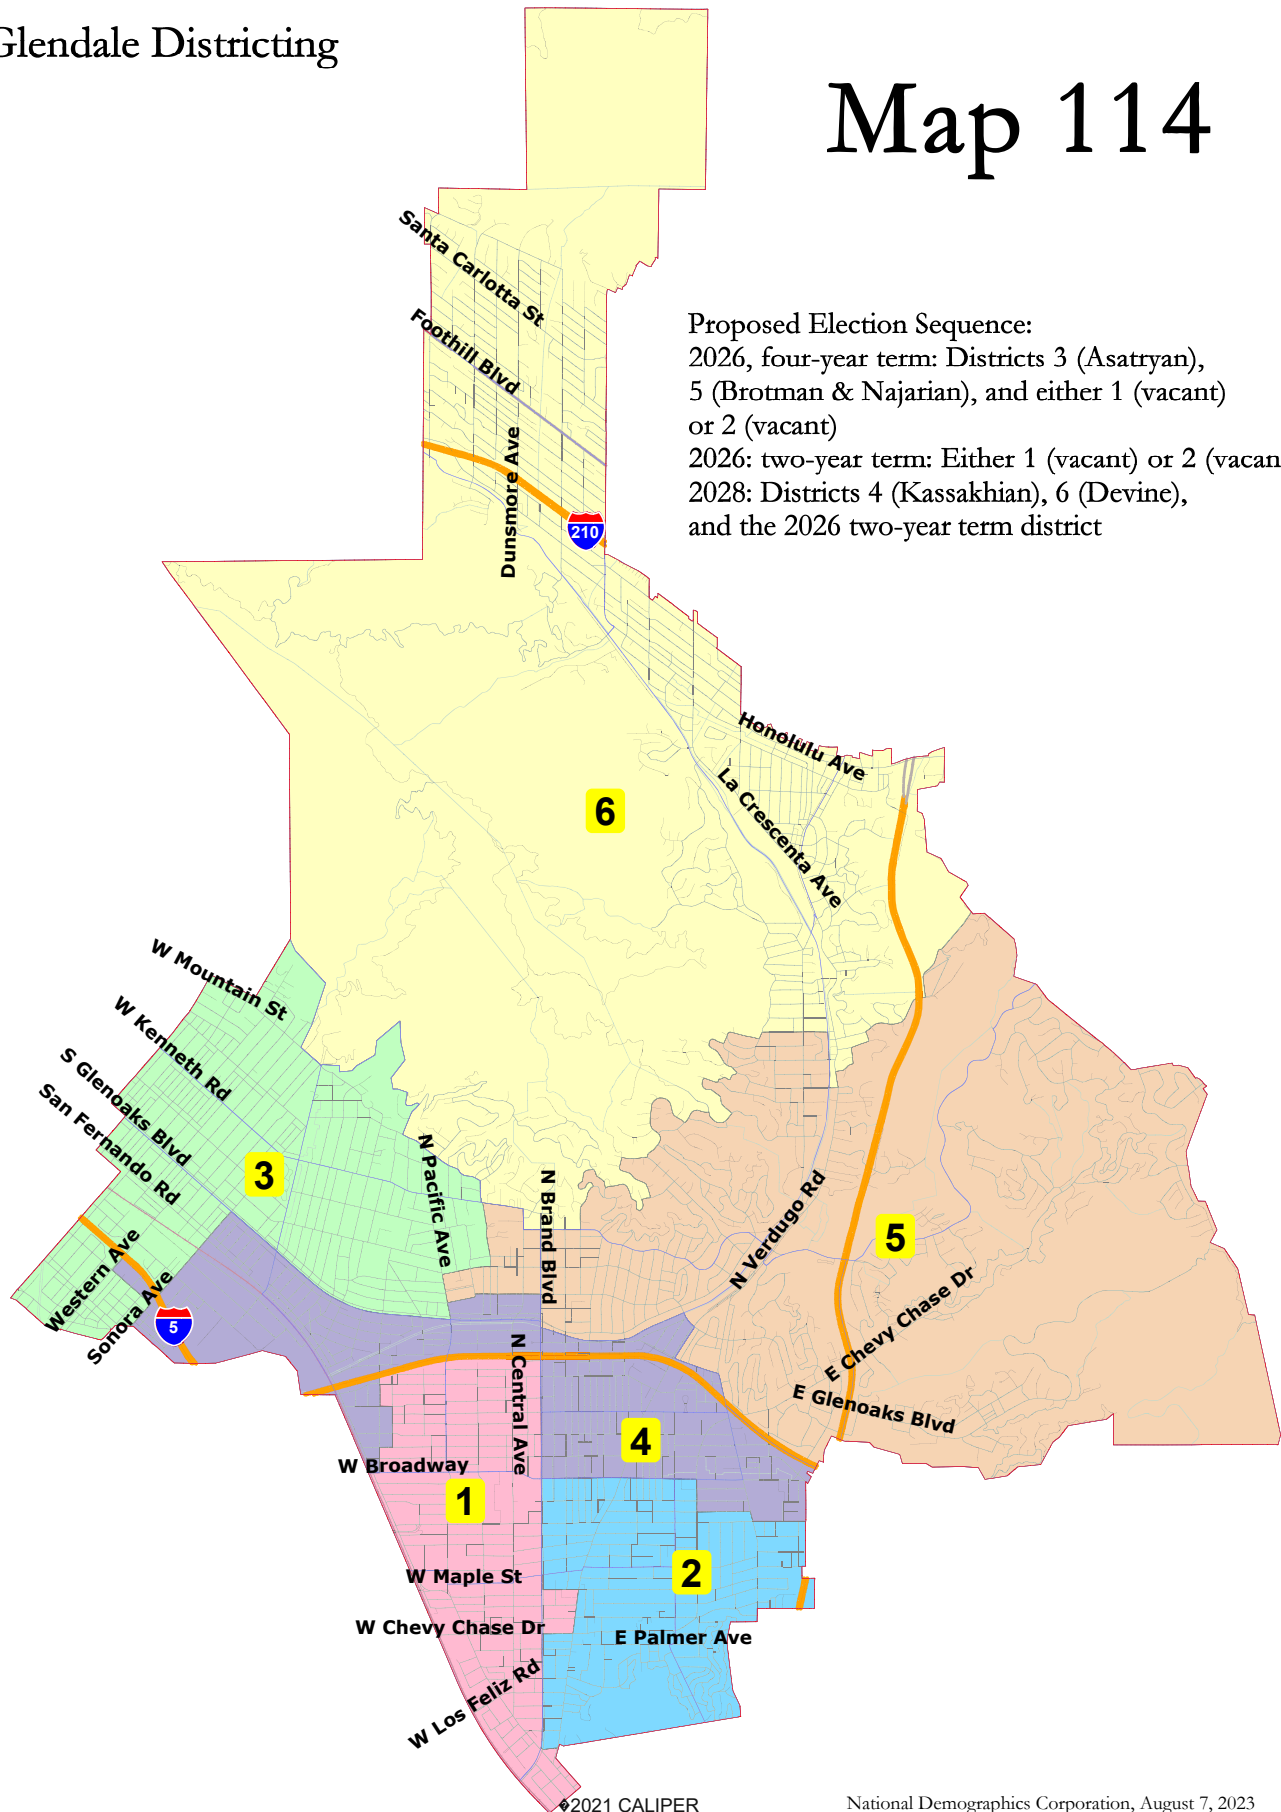 Glendale Districting
Map 114
Santa Carlotta St
Foothill Blvd
Proposed Election Sequence:
2026, four-year term: Districts 3 (Asatryan),
5 (Brotman & Najarian), and either 1 (vacant)
or 2 (vacant)
2026: two-year term: Either 1 (vacant) or 2 (vacan
2028: Districts 4 (Kassakhian), 6 (Devine),
and the 2026 two-year term district
Dunsmore Ave
210
Honolulu Ave
La Crescenta Ave
6
W Mountain St
W Kenneth Rd
S Glenoaks Blvd
San Fernando Rd
3
N Pacific Ave
N Brand Blvd
N Verdugo Rd
5
Western Ave
Sonora Ave
5
E Chevy Chase Dr
E Glenoaks Blvd
N Central Ave
4
W Broadway
1
W Maple St
2
W Chevy Chase Dr
E Palmer Ave
W Los Feliz Rd
�2021 CALIPER
National Demographics Corporation, August 7, 2023